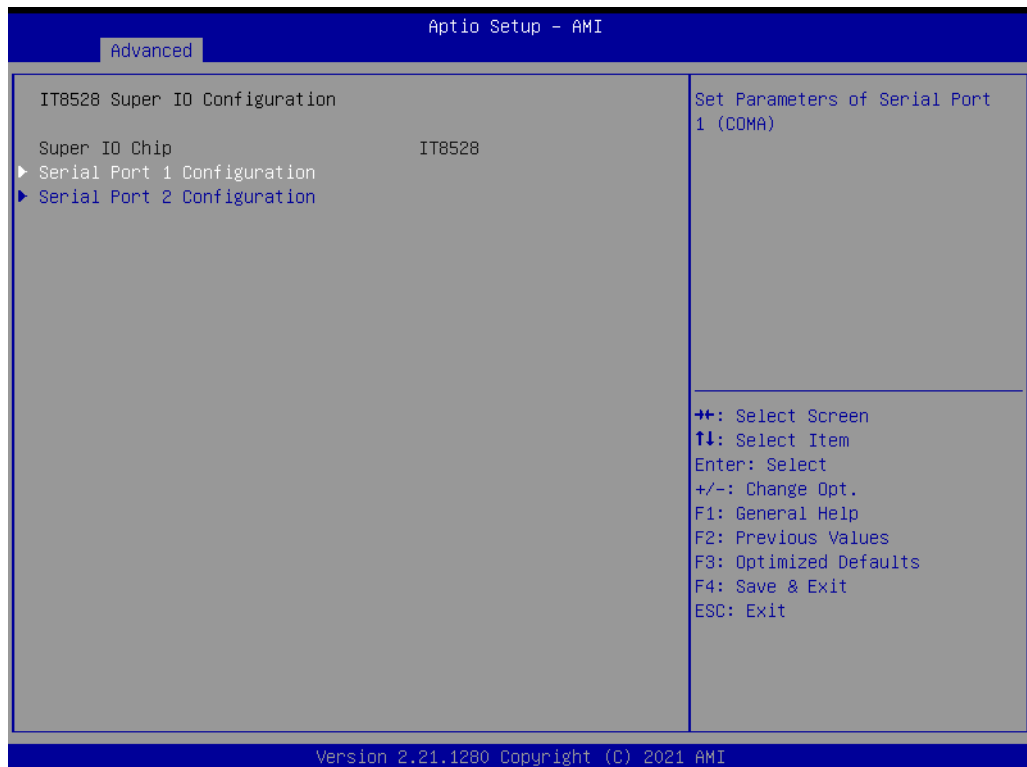 Aptio Setup – AMI
Advanced
IT8528 Super IO Configuration
Super IO Chip IT8528
▶ Serial Port 1 Configuration
▶ Serial Port 2 Configuration
Set Parameters of Serial Port
1 (COMA)
→←: Select Screen
↑↓: Select Item
Enter: Select
+/-: Change Opt.
F1: General Help
F2: Previous Values
F3: Optimized Defaults
F4: Save & Exit
ESC: Exit
Version 2.21.1280 Copyright (C) 2021 AMI